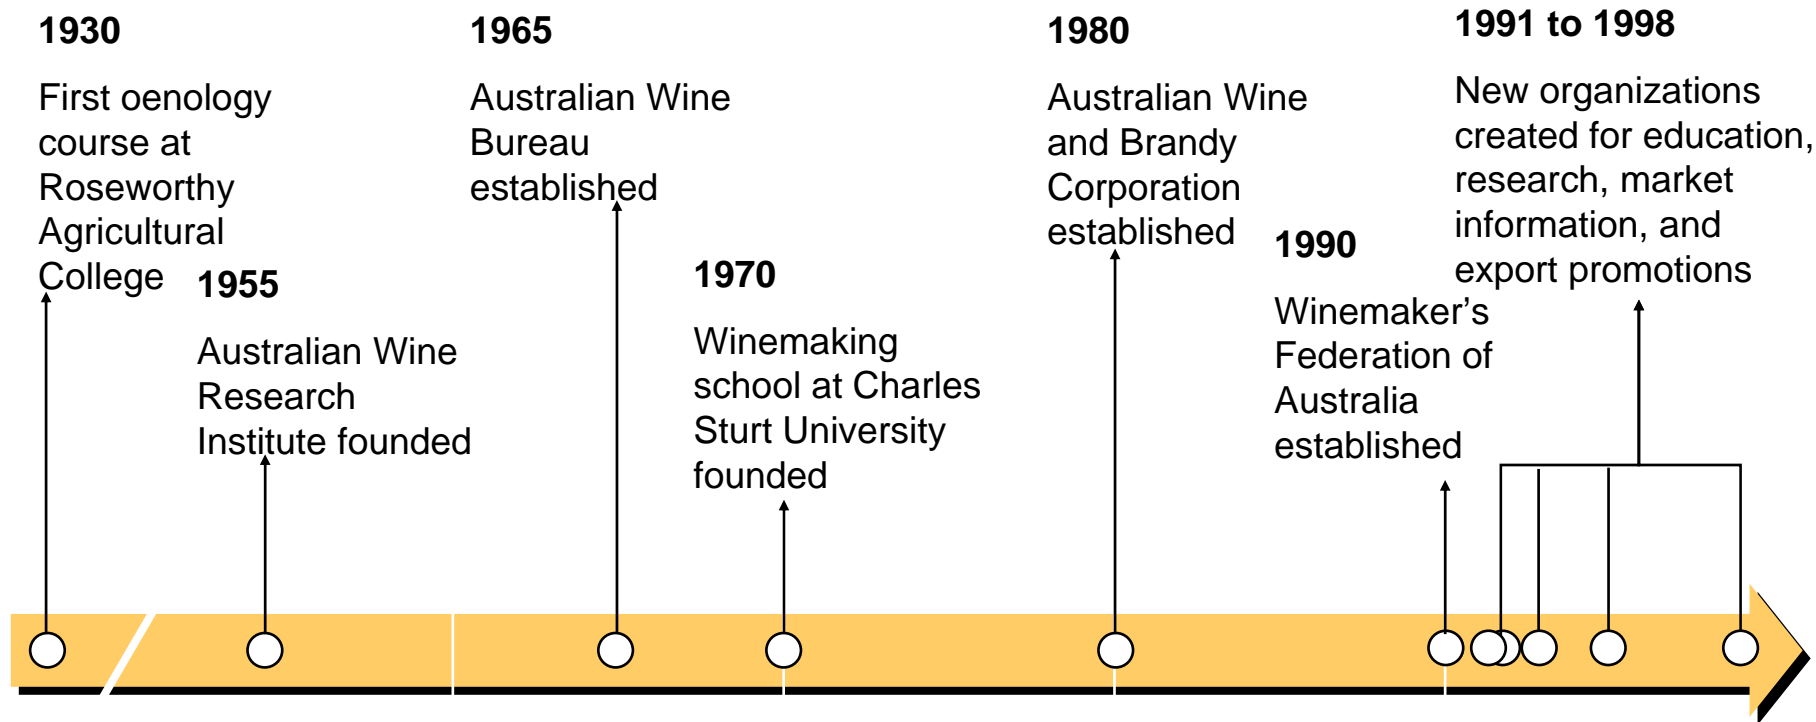 1930
First oenology
course at
Roseworthy
Agricultural
College
1955
Australian Wine
Research
Institute founded
1965
Australian Wine
Bureau
established
1970
Winemaking
school at Charles
Sturt University
founded
1980
Australian Wine
and Brandy
Corporation
established
1990
Winemaker’s
Federation of
Australia
established
1991 to 1998
New organizations
created for education,
research, market
information, and
export promotions